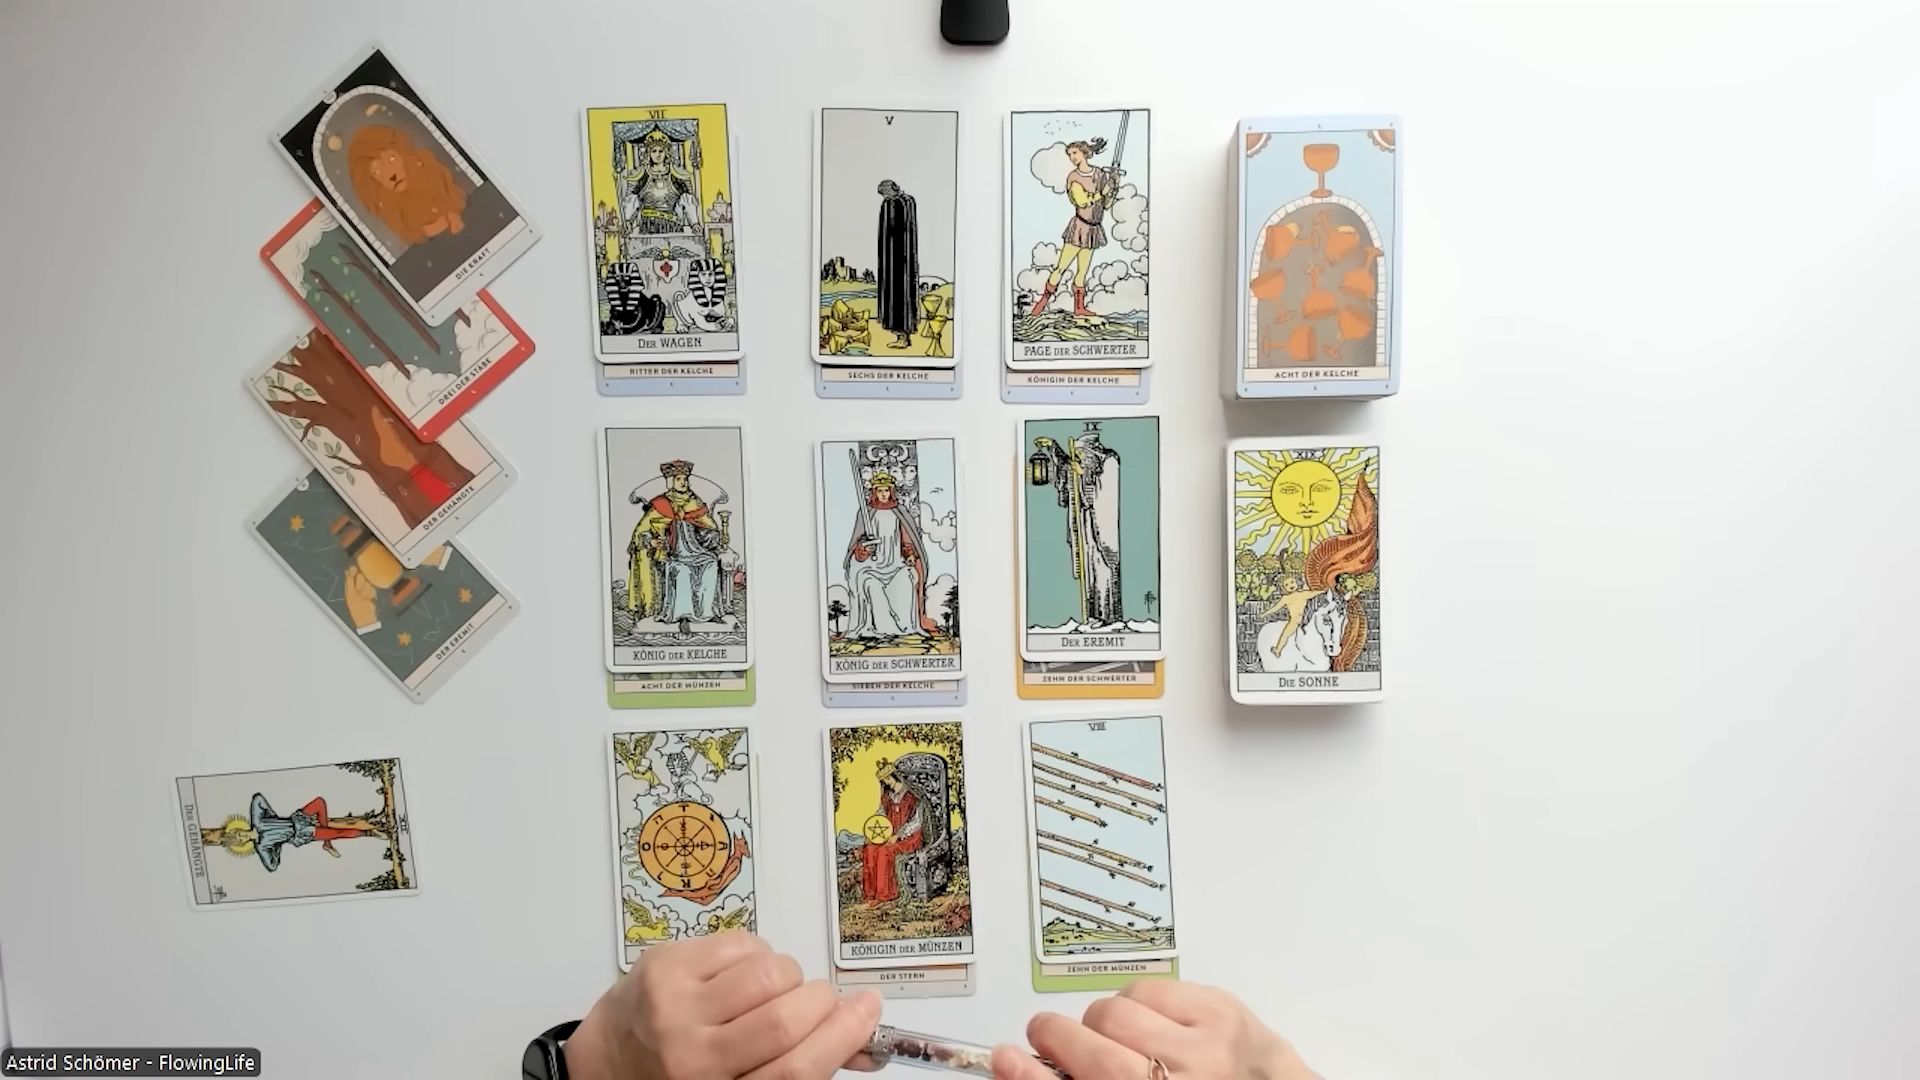 DIE KRAFT
DREI DER STÄBE
DER GEHÄNGTE
DER EREMIT
XII
DER GEHÄNGTE
VII
DER WAGEN
RITTER DER KELCHE
V
SECHS DER KELCHE
PAGE DER SCHWERTER
KÖNIGIN DER KELCHE
ACHT DER KELCHE
KÖNIG DER KELCHE
ACHT DER MÜNZEN
KÖNIG DER SCHWERTER
SIEBEN DER KELCHE
IX
DER EREMIT
ZEHN DER SCHWERTER
XIX
DIE SONNE
X
KÖNIGIN DER MÜNZEN
DER STERN
VIII
ZEHN DER MÜNZEN
Astrid Schömer - FlowingLife